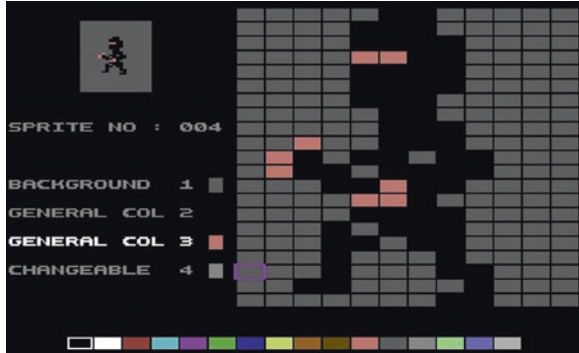 SPRITE NO : 004
BACKGROUND 1
GENERAL COL 2
GENERAL COL 3
CHANGEABLE 4